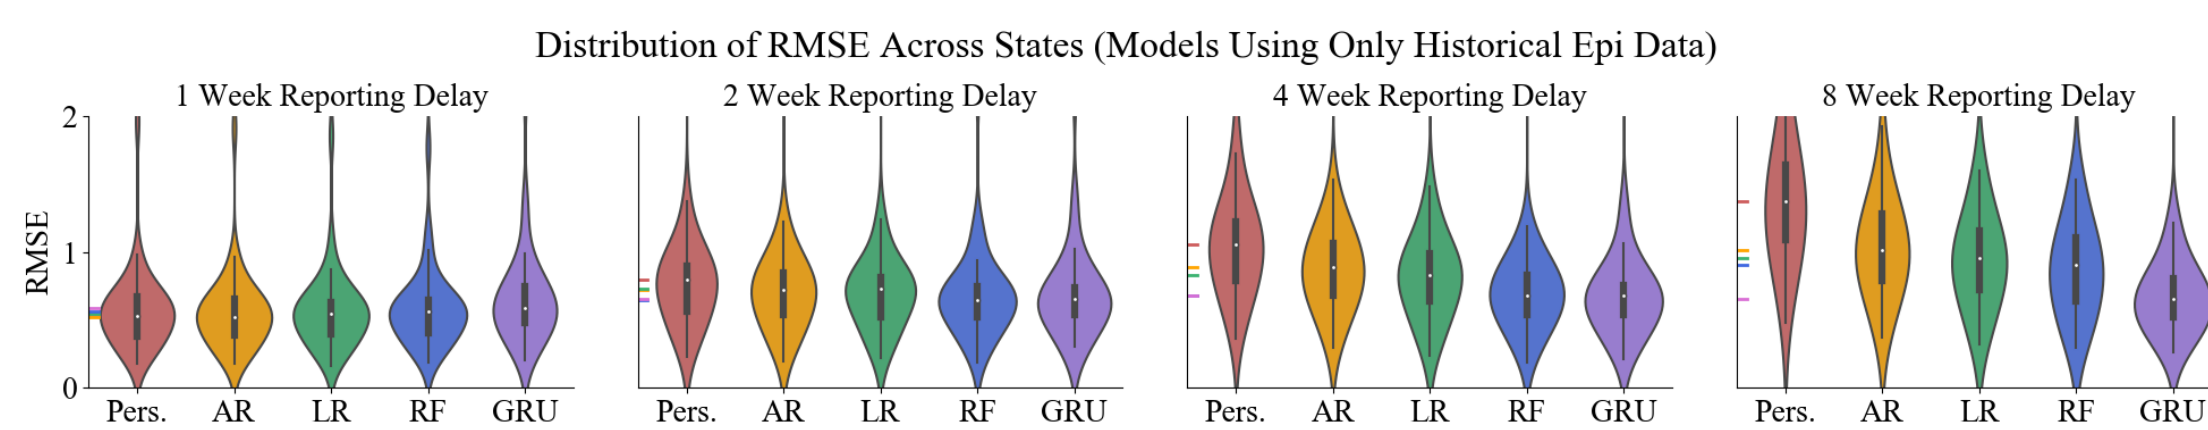 Distribution of RMSE Across States (Models Using Only Historical Epi Data)
1 Week Reporting Delay
2 Week Reporting Delay
4 Week Reporting Delay
8 Week Reporting Delay
RMSE
2
1
0
Pers. AR LR RF GRU
Pers. AR LR RF GRU
Pers. AR LR RF GRU
Pers. AR LR RF GRU